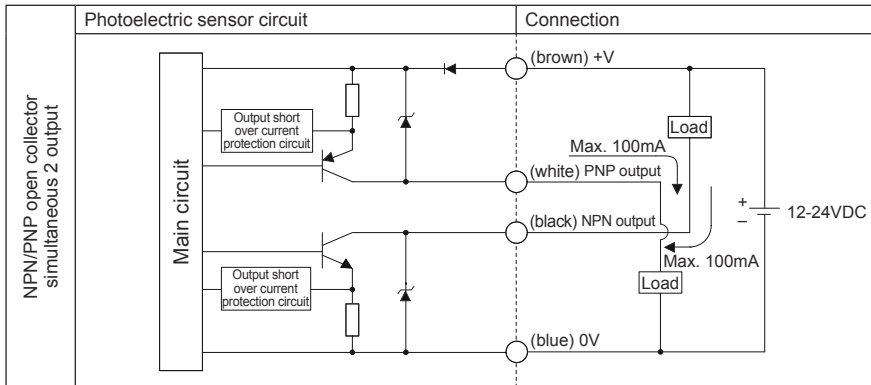 Photoelectric sensor circuit
Connection
NPN/PNP open collector
simultaneous 2 output
Main circuit
(brown) +V
Output short
over current
protection circuit
Load
Max. 100mA
(white) PNP output
+
−
12-24VDC
(black) NPN output
Max. 100mA
Output short
over current
protection circuit
Load
(blue) 0V